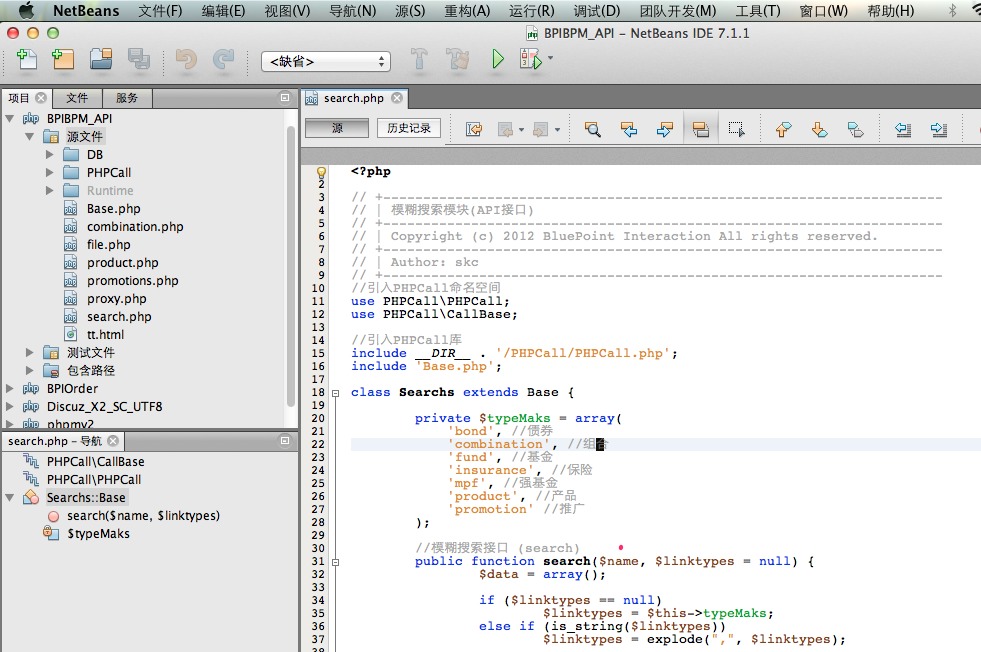 NetBeans 文件(F) 编辑(E) 视图(V) 导航(N) 源(S) 重构(A) 运行(R) 调试(D) 团队开发(M) 工具(T) 窗口(W) 帮助(H)
BPIBPM_API - NetBeans IDE 7.1.1
<缺省>
项目 文件 服务
search.php
BPIBPM_API
源文件
DB
PHPCall
Runtime
Base.php
combination.php
file.php
product.php
promotions.php
proxy.php
search.php
tt.html
测试文件
包含路径
BPIOrder
Discuz_X2_SC_UTF8
phpmv2
search.php - 导航
PHPCall\CallBase
PHPCall\PHPCall
Searchs::Base
search($name, $linktypes)
$typeMaks
源 历史记录
<?php
2
3 // +----------------------------------------------------------------------
4 // | 模糊搜索模块(API接口)
5 // +----------------------------------------------------------------------
6 // | Copyright (c) 2012 BluePoint Interaction All rights reserved.
7 // +----------------------------------------------------------------------
8 // | Author: skc
9 // +----------------------------------------------------------------------
10 //引入PHPCall命名空间
11 use PHPCall\PHPCall;
12 use PHPCall\CallBase;
13
14 //引入PHPCall库
15 include __DIR__ . '/PHPCall/PHPCall.php';
16 include 'Base.php';
17
18 class Searchs extends Base {
19
20 private $typeMaks = array(
21 'bond', //债券
22 'combination', //组合
23 'fund', //基金
24 'insurance', //保险
25 'mpf', //强基金
26 'product', //产品
27 'promotion' //推广
28 );
29
30 //模糊搜索接口 (search)
31 public function search($name, $linktypes = null) {
32 $data = array();
33
34 if ($linktypes == null)
35 $linktypes = $this->typeMaks;
36 else if (is_string($linktypes))
37 $linktypes = explode(",", $linktypes);
38